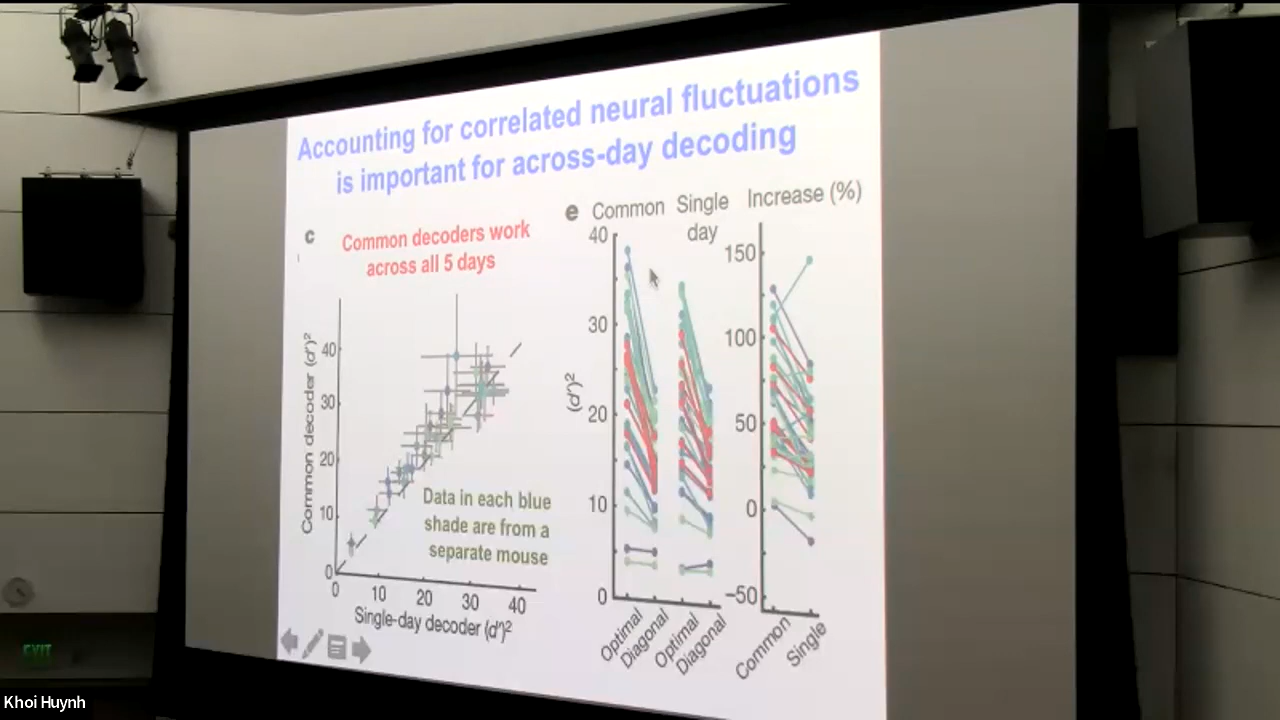 Accounting for correlated neural fluctuations
is important for across-day decoding
c
Common decoders work
across all 5 days
Common decoder (d')²
40
30
20
10
0
0 10 20 30 40
Single-day decoder (d')²
Data in each blue
shade are from a
separate mouse
e
Common
Single
day
Increase (%)
(d')²
40
30
20
10
0
Optimal
Diagonal
Optimal
Diagonal
150
100
50
0
−50
Common
Single
EXIT
Khoi Huynh